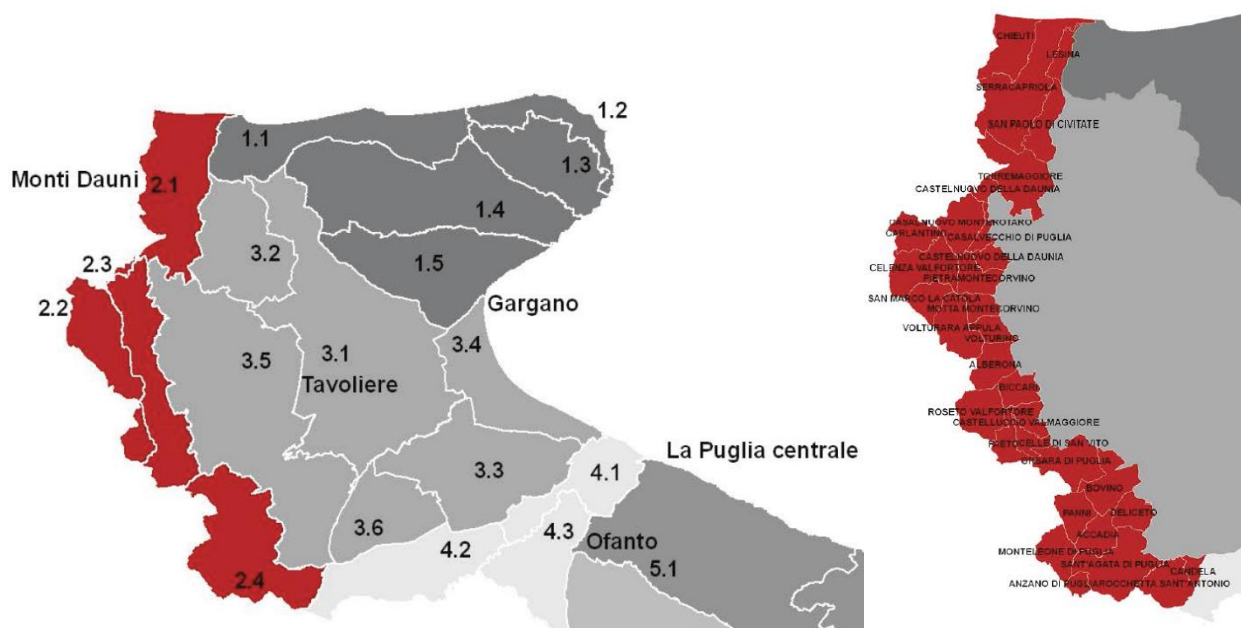 1.2
1.1
1.3
Monti Dauni
2.1
1.4
3.2
1.5
2.3
2.2
Gargano
3.4
3.5
3.1
Tavoliere
La Puglia centrale
3.3
4.1
3.6
4.3
4.2
Ofanto
5.1
2.4
CHIEUTI
LESINA
SERRACAPRIOLA
SAN PAOLO DI CIVITATE
TORREMAGGIORE
CASTELNUOVO DELLA DAUNIA
CASALNUOVO MONTEROTARO
CARLANTINO
CASALVECCHIO DI PUGLIA
CASTELNUOVO DELLA DAUNIA
CELENZA VALFORTORE
PIETRAMONTECORVINO
SAN MARCO LA CATOLA
MOTTA MONTECORVINO
VOLTURARA APPULA
VOLTURINO
ALBERONA
BICCARI
ROSETO VALFORTORE
CASTELLUCCIO VALMAGGIORE
CELLE DI SAN VITO
ORSARA DI PUGLIA
BOVINO
PANNI
DELICETO
ACCADIA
MONTELEONE DI PUGLIA
SANT'AGATA DI PUGLIA
CANDELA
ANZANO DI PUGLIA
ROCCHETTA SANT'ANTONIO